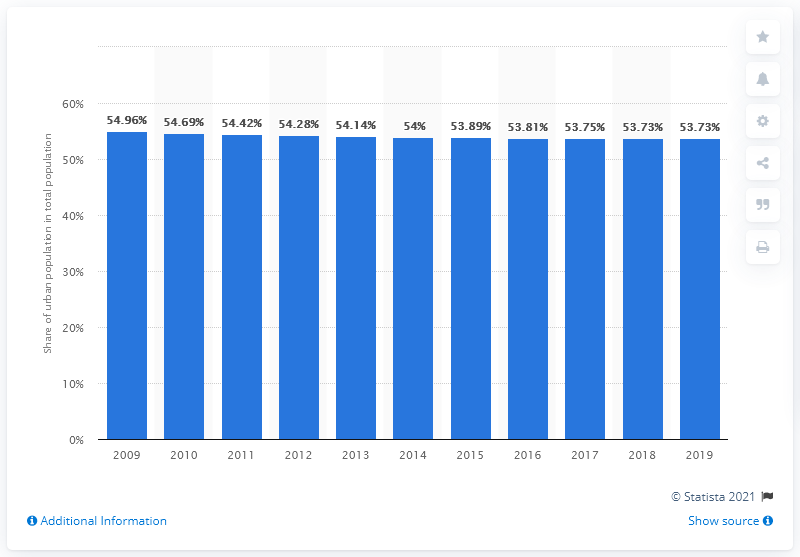 60%
50%
40%
30%
20%
10%
0%
Share of urban population in total population
54.96% 54.69% 54.42% 54.28% 54.14% 54% 53.89% 53.81% 53.75% 53.73% 53.73%
2009 2010 2011 2012 2013 2014 2015 2016 2017 2018 2019
© Statista 2021
Additional Information
Show source